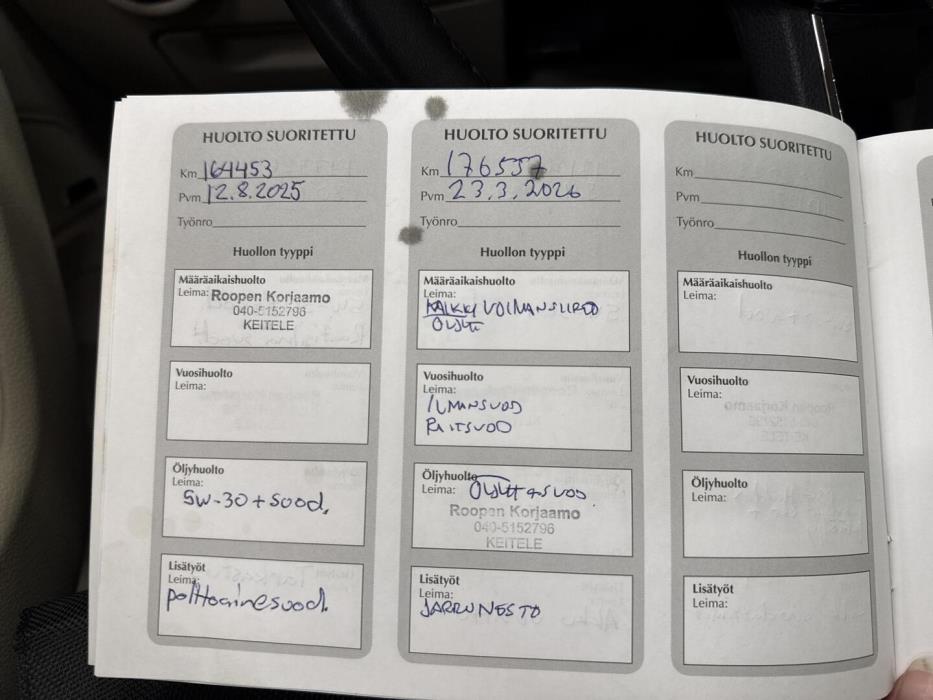 HUOLTO SUORITETTU
Km 164453
Pvm 12.8.2025
Työnro
Huollon tyyppi
Määräaikaishuolto
Leima: Roopen Korjaamo
040-5152796
KEITELE
Vuosihuolto
Leima:
Öljyhuolto
Leima:
5W-30 + suod.
Lisätyöt
Leima:
polttoainesuod.
HUOLTO SUORITETTU
Km 176557
Pvm 23.3.2026
Työnro
Huollon tyyppi
Määräaikaishuolto
Leima:
KAIKKI VOIMANSIIRTO
ÖLJYT
Vuosihuolto
Leima:
ILMANSUOD
RAITSUOD
Öljyhuolto
Leima: ÖLJYT + SUOD
Roopen Korjaamo
040-5152796
KEITELE
Lisätyöt
Leima:
JARRUNESTE
HUOLTO SUORITETTU
Km
Pvm
Työnro
Huollon tyyppi
Määräaikaishuolto
Leima:
Vuosihuolto
Leima:
Öljyhuolto
Leima:
Lisätyöt
Leima: